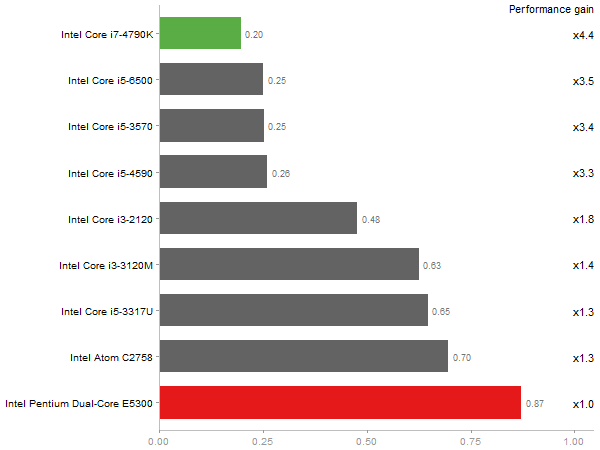 Performance gain
Intel Core i7-4790K 0.20 x4.4
Intel Core i5-6500 0.25 x3.5
Intel Core i5-3570 0.25 x3.4
Intel Core i5-4590 0.26 x3.3
Intel Core i3-2120 0.48 x1.8
Intel Core i3-3120M 0.63 x1.4
Intel Core i5-3317U 0.65 x1.3
Intel Atom C2758 0.70 x1.3
Intel Pentium Dual-Core E5300 0.87 x1.0
0.00 0.25 0.50 0.75 1.00